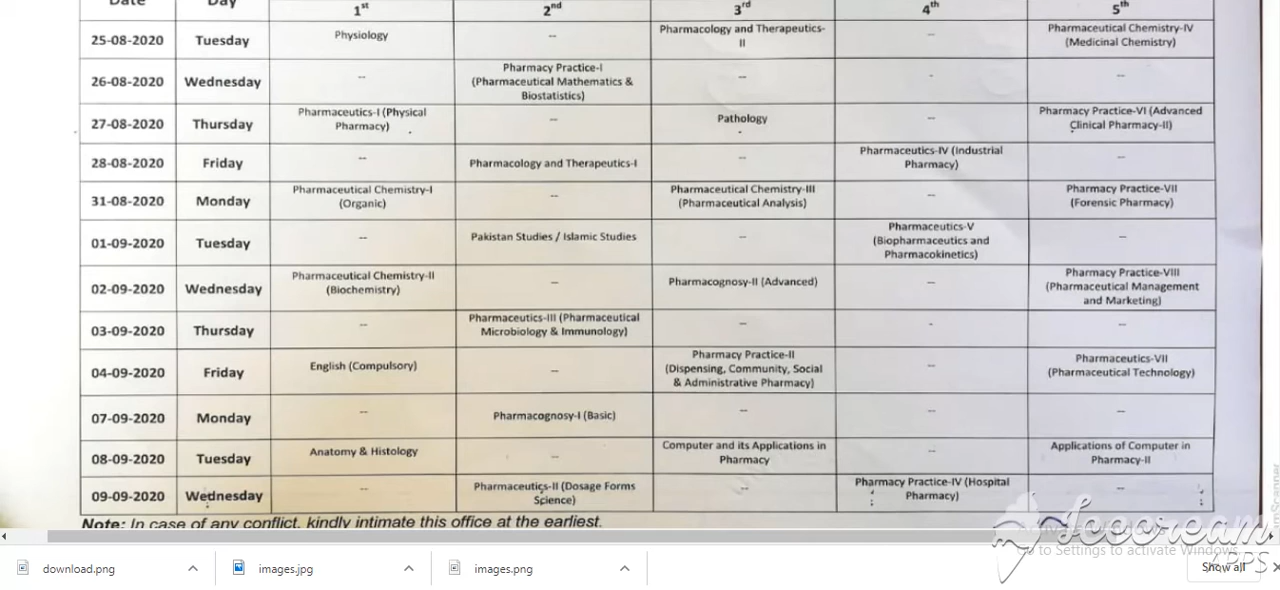 Date Day 1st 2nd 3rd 4th 5th
25-08-2020 Tuesday Physiology -- Pharmacology and Therapeutics-II -- Pharmaceutical Chemistry-IV (Medicinal Chemistry)
26-08-2020 Wednesday -- Pharmacy Practice-I (Pharmaceutical Mathematics & Biostatistics) -- - --
27-08-2020 Thursday Pharmaceutics-I (Physical Pharmacy) -- Pathology -- Pharmacy Practice-VI (Advanced Clinical Pharmacy-II)
28-08-2020 Friday -- Pharmacology and Therapeutics-I -- Pharmaceutics-IV (Industrial Pharmacy) --
31-08-2020 Monday Pharmaceutical Chemistry-I (Organic) -- Pharmaceutical Chemistry-III (Pharmaceutical Analysis) -- Pharmacy Practice-VII (Forensic Pharmacy)
01-09-2020 Tuesday -- Pakistan Studies / Islamic Studies -- Pharmaceutics-V (Biopharmaceutics and Pharmacokinetics) --
02-09-2020 Wednesday Pharmaceutical Chemistry-II (Biochemistry) -- Pharmacognosy-II (Advanced) -- Pharmacy Practice-VIII (Pharmaceutical Management and Marketing)
03-09-2020 Thursday -- Pharmaceutics-III (Pharmaceutical Microbiology & Immunology) -- - --
04-09-2020 Friday English (Compulsory) -- Pharmacy Practice-II (Dispensing, Community, Social & Administrative Pharmacy) -- Pharmaceutics-VII (Pharmaceutical Technology)
07-09-2020 Monday -- Pharmacognosy-I (Basic) -- -- --
08-09-2020 Tuesday Anatomy & Histology -- Computer and its Applications in Pharmacy -- Applications of Computer in Pharmacy-II
09-09-2020 Wednesday -- Pharmaceutics-II (Dosage Forms Science) -- Pharmacy Practice-IV (Hospital Pharmacy) --
Note: In case of any conflict, kindly intimate this office at the earliest.
Icecream
APPS
Go to Settings to activate Windows.
download.png images.jpg images.png Show all